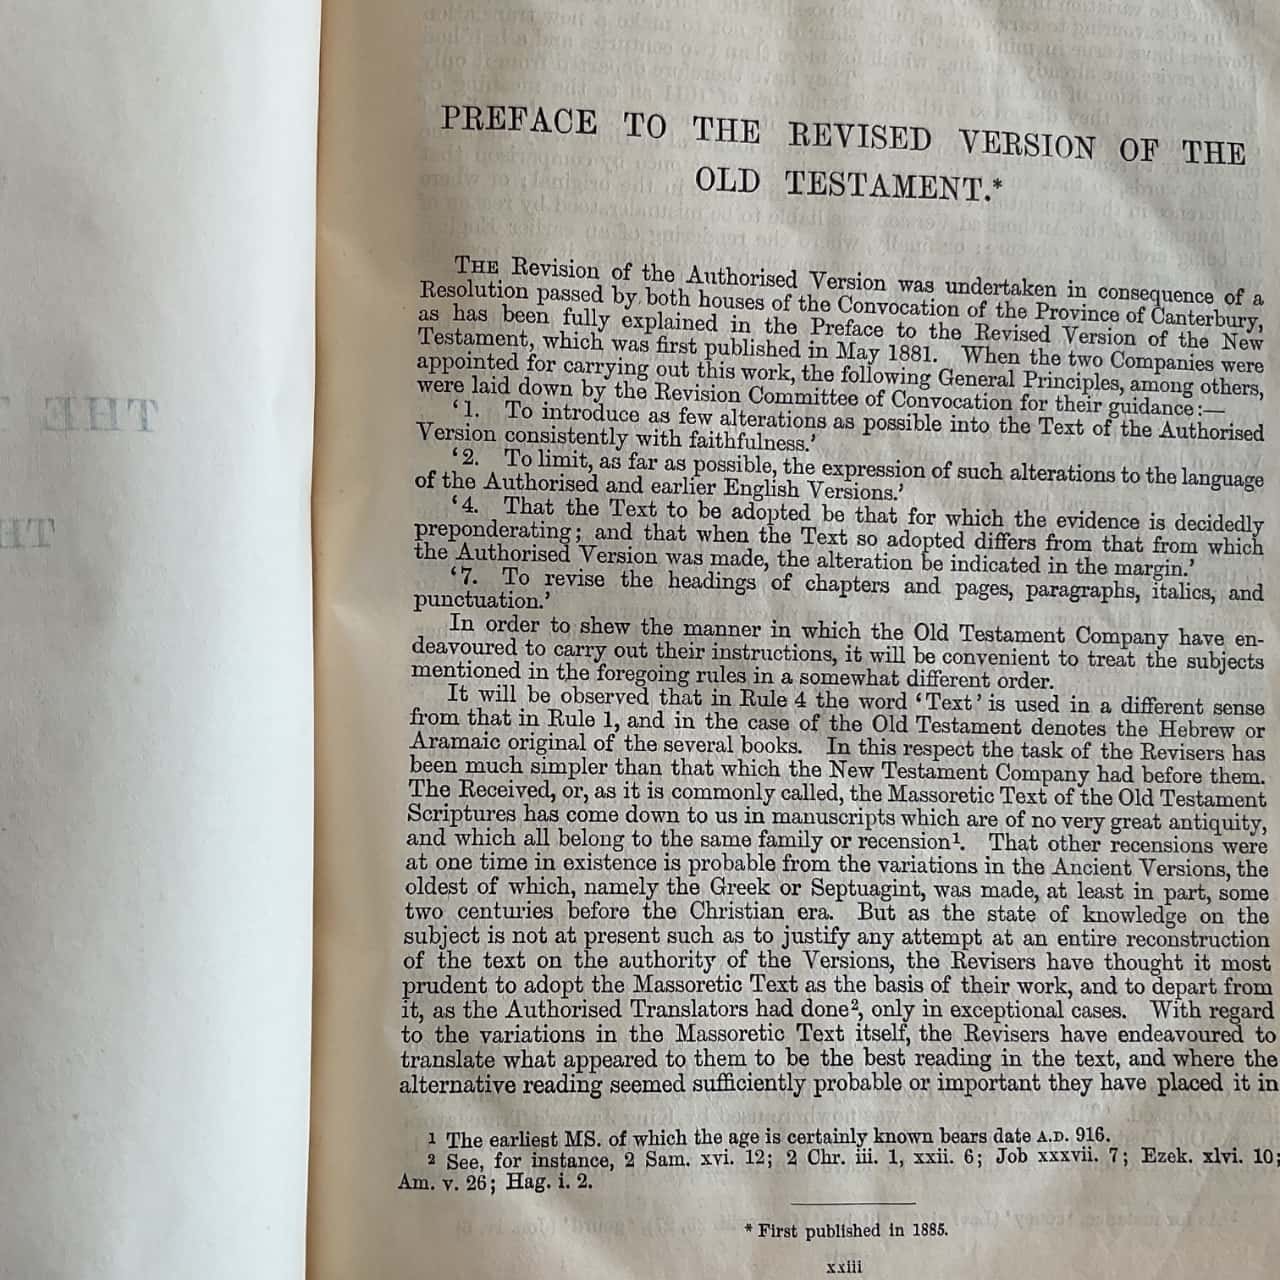 PREFACE TO THE REVISED VERSION OF THE
OLD TESTAMENT.*
THE Revision of the Authorised Version was undertaken in consequence of a
Resolution passed by both houses of the Convocation of the Province of Canterbury,
as has been fully explained in the Preface to the Revised Version of the New
Testament, which was first published in May 1881. When the two Companies were
appointed for carrying out this work, the following General Principles, among others,
were laid down by the Revision Committee of Convocation for their guidance:—
‘1. To introduce as few alterations as possible into the Text of the Authorised
Version consistently with faithfulness.’
‘2. To limit, as far as possible, the expression of such alterations to the language
of the Authorised and earlier English Versions.’
‘4. That the Text to be adopted be that for which the evidence is decidedly
preponderating; and that when the Text so adopted differs from that from which
the Authorised Version was made, the alteration be indicated in the margin.’
‘7. To revise the headings of chapters and pages, paragraphs, italics, and
punctuation.’
In order to shew the manner in which the Old Testament Company have en-
deavoured to carry out their instructions, it will be convenient to treat the subjects
mentioned in the foregoing rules in a somewhat different order.
It will be observed that in Rule 4 the word ‘Text’ is used in a different sense
from that in Rule 1, and in the case of the Old Testament denotes the Hebrew or
Aramaic original of the several books. In this respect the task of the Revisers has
been much simpler than that which the New Testament Company had before them.
The Received, or, as it is commonly called, the Massoretic Text of the Old Testament
Scriptures has come down to us in manuscripts which are of no very great antiquity,
and which all belong to the same family or recension¹. That other recensions were
at one time in existence is probable from the variations in the Ancient Versions, the
oldest of which, namely the Greek or Septuagint, was made, at least in part, some
two centuries before the Christian era. But as the state of knowledge on the
subject is not at present such as to justify any attempt at an entire reconstruction
of the text on the authority of the Versions, the Revisers have thought it most
prudent to adopt the Massoretic Text as the basis of their work, and to depart from
it, as the Authorised Translators had done², only in exceptional cases. With regard
to the variations in the Massoretic Text itself, the Revisers have endeavoured to
translate what appeared to them to be the best reading in the text, and where the
alternative reading seemed sufficiently probable or important they have placed it in
¹ The earliest MS. of which the age is certainly known bears date A.D. 916.
² See, for instance, 2 Sam. xvi. 12; 2 Chr. iii. 1, xxii. 6; Job xxxvii. 7; Ezek. xlvi. 10;
Am. v. 26; Hag. i. 2.
* First published in 1885.
xxiii